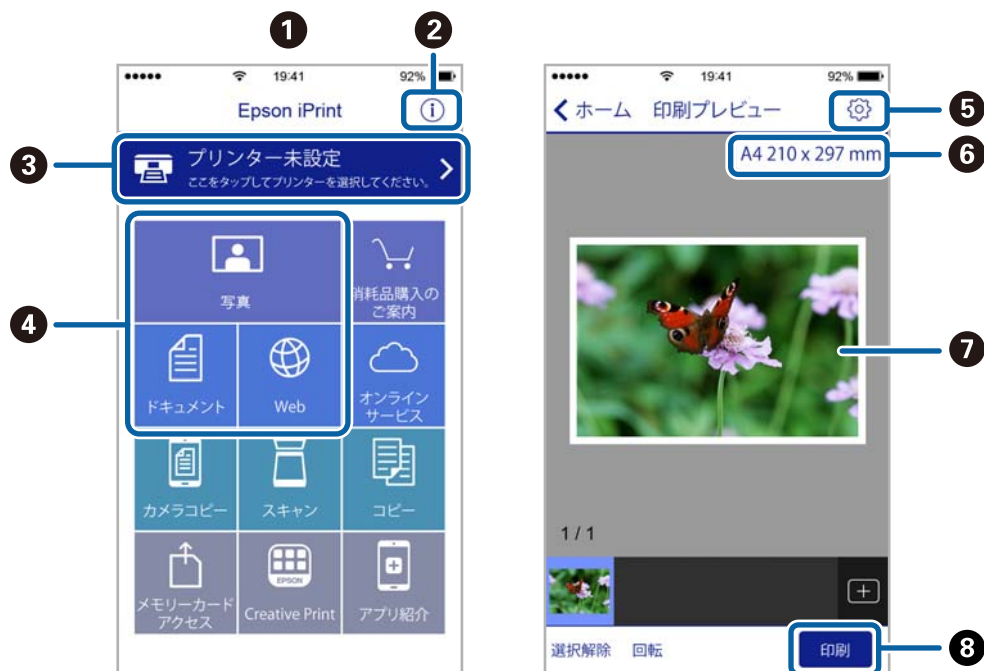 1
2
19:41
92%
Epson iPrint
3
プリンター未設定
ここをタップしてプリンターを選択してください。
4
写真
消耗品購入の
ご案内
ドキュメント
Web
オンライン
サービス
カメラコピー
スキャン
コピー
EPSON
メモリーカード
アクセス
Creative Print
アプリ紹介
19:41
92%
ホーム
印刷プレビュー
5
A4 210 x 297 mm
6
7
1 / 1
選択解除
回転
印刷
8